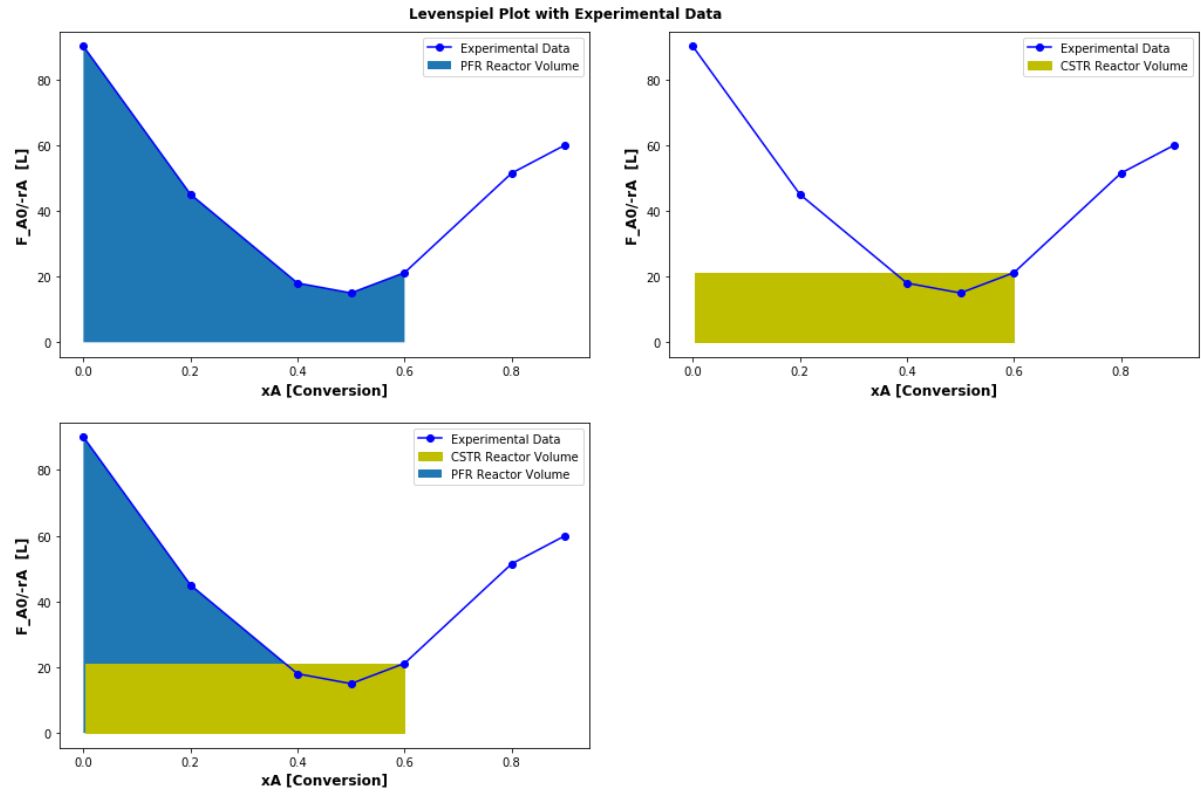 Levenspiel Plot with Experimental Data
Experimental Data
PFR Reactor Volume
F_A0/-rA [L]
80
60
40
20
0
0.0 0.2 0.4 0.6 0.8
xA [Conversion]
Experimental Data
CSTR Reactor Volume
F_A0/-rA [L]
80
60
40
20
0
0.0 0.2 0.4 0.6 0.8
xA [Conversion]
Experimental Data
CSTR Reactor Volume
PFR Reactor Volume
F_A0/-rA [L]
80
60
40
20
0
0.0 0.2 0.4 0.6 0.8
xA [Conversion]